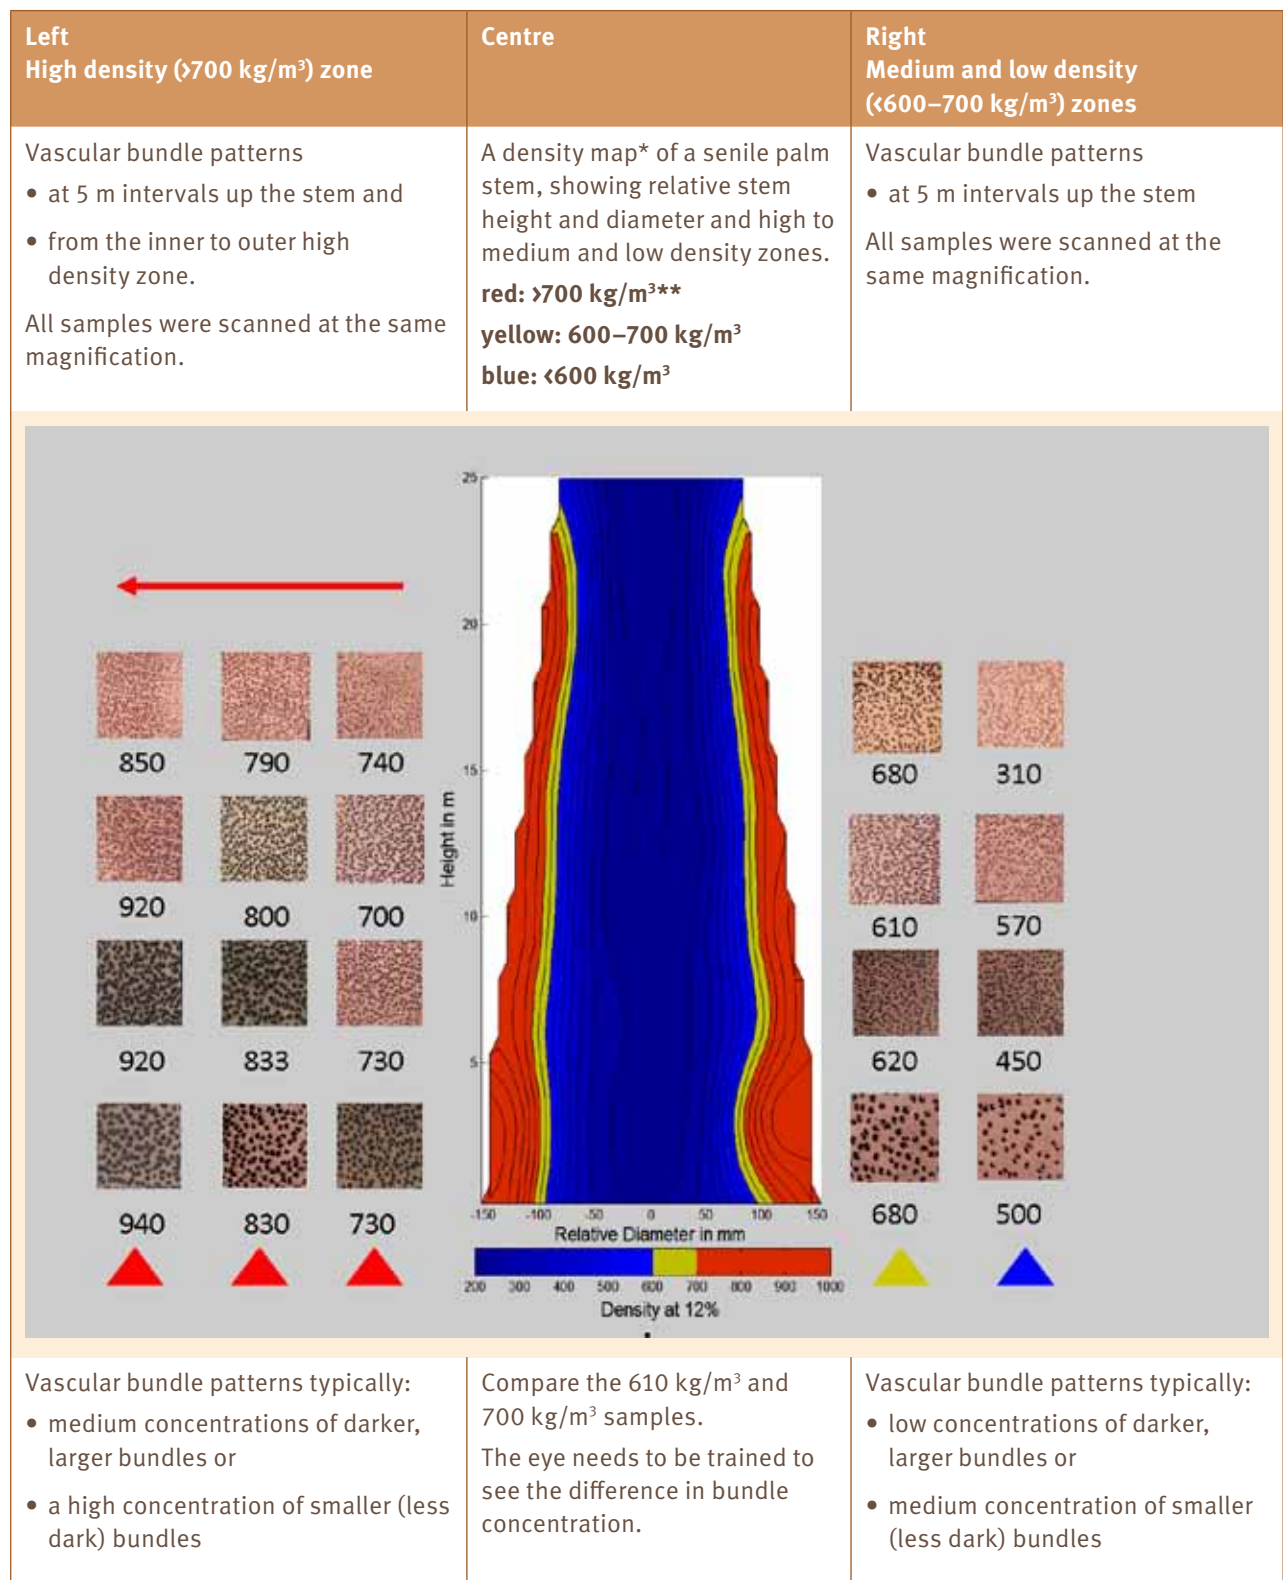 Left
High density (>700 kg/m³) zone
Centre
Right
Medium and low density
(<600–700 kg/m³) zones
Vascular bundle patterns
• at 5 m intervals up the stem and
• from the inner to outer high
density zone.
All samples were scanned at the same
magnification.
A density map* of a senile palm
stem, showing relative stem
height and diameter and high to
medium and low density zones.
red: >700 kg/m³**
yellow: 600–700 kg/m³
blue: <600 kg/m³
Vascular bundle patterns
• at 5 m intervals up the stem
All samples were scanned at the
same magnification.
850 790 740
920 800 700
920 833 730
940 830 730
Height in m
25
20
15
10
5
-150 -100 -50 0 50 100 150
Relative Diameter in mm
200 300 400 500 600 700 800 900 1000
Density at 12%
680 310
610 570
620 450
680 500
Vascular bundle patterns typically:
• medium concentrations of darker,
larger bundles or
• a high concentration of smaller (less
dark) bundles
Compare the 610 kg/m³ and
700 kg/m³ samples.
The eye needs to be trained to
see the difference in bundle
concentration.
Vascular bundle patterns typically:
• low concentrations of darker,
larger bundles or
• medium concentration of smaller
(less dark) bundles